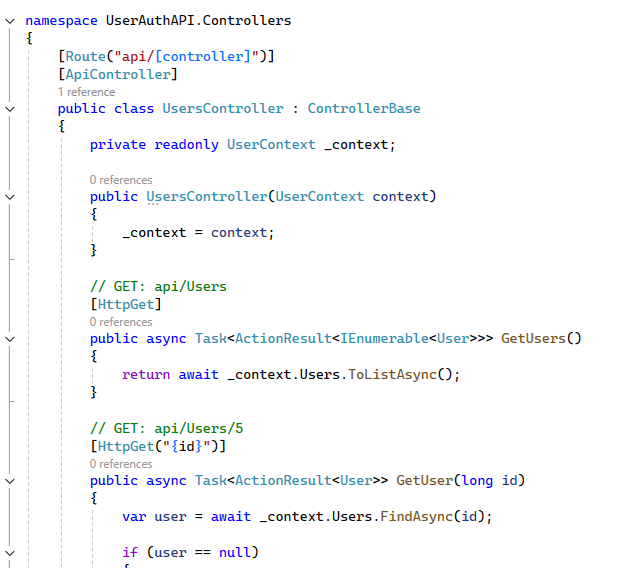 namespace UserAuthAPI.Controllers
{
[Route("api/[controller]")]
[ApiController]
1 reference
public class UsersController : ControllerBase
{
private readonly UserContext _context;
0 references
public UsersController(UserContext context)
{
_context = context;
}
// GET: api/Users
[HttpGet]
0 references
public async Task<ActionResult<IEnumerable<User>>> GetUsers()
{
return await _context.Users.ToListAsync();
}
// GET: api/Users/5
[HttpGet("{id}")]
0 references
public async Task<ActionResult<User>> GetUser(long id)
{
var user = await _context.Users.FindAsync(id);
if (user == null)
{